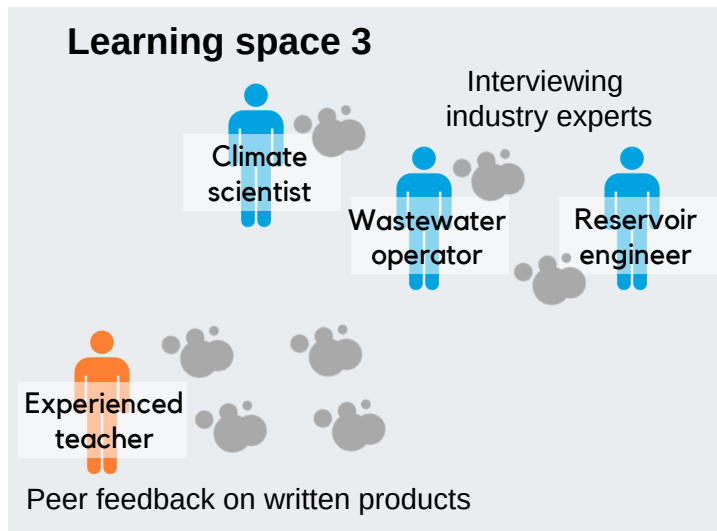 Learning space 3
Interviewing
industry experts
Climate
scientist
Wastewater
operator
Reservoir
engineer
Experienced
teacher
Peer feedback on written products